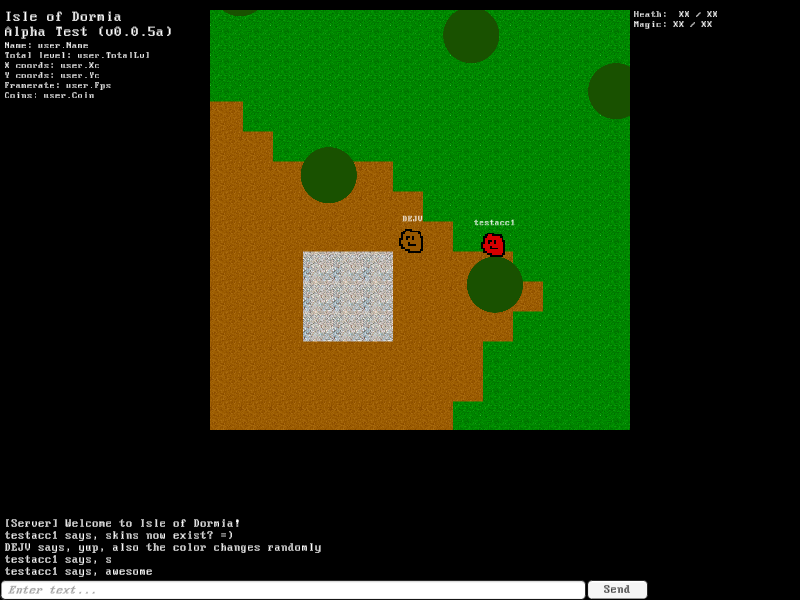 Isle of Dormia
Alpha Test (v0.0.5a)
Name: user.Name
Total level: user.TotalLvl
X coords: user.Xc
Y coords: user.Yc
Framerate: user.Fps
Coins: user.Coin
Heath: XX / XX
Magic: XX / XX
DEJV
testacc1
[Server] Welcome to Isle of Dormia!
testacc1 says, skins now exist? =)
DEJV says, yup, also the color changes randomly
testacc1 says, s
testacc1 says, awesome
Enter text...
Send